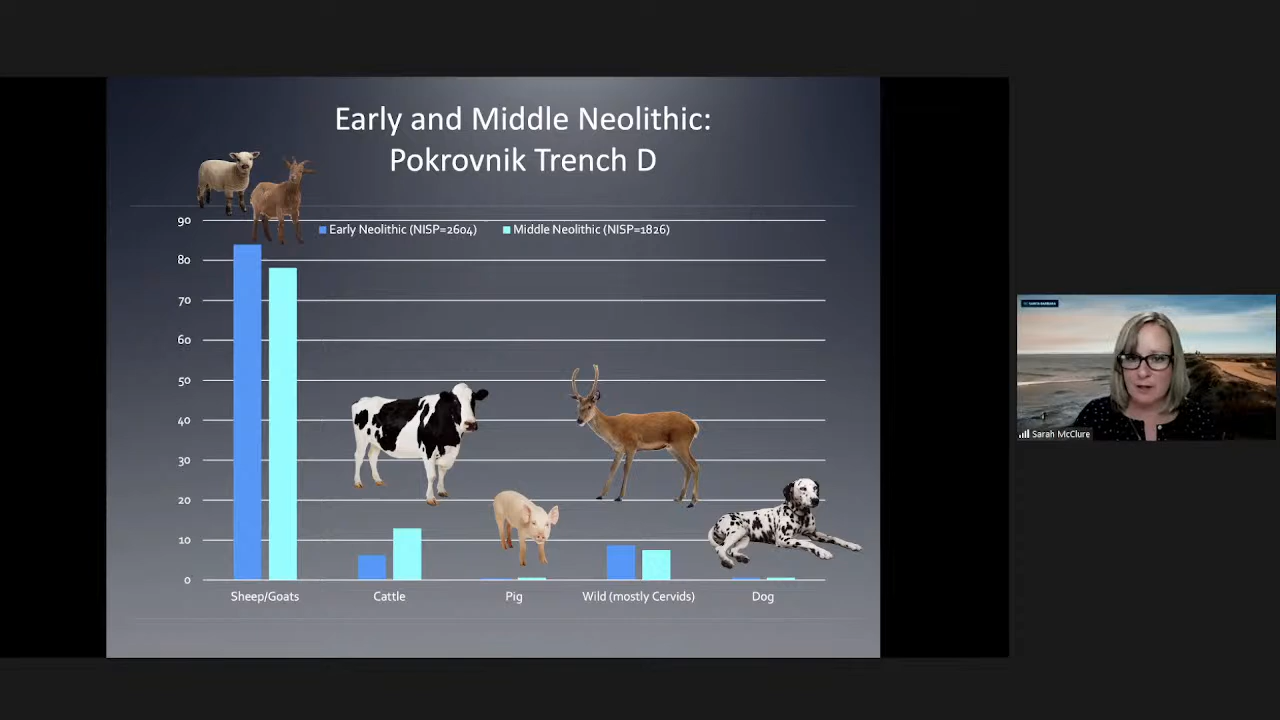 Early and Middle Neolithic:
Pokrovnik Trench D
Early Neolithic (NISP=2604)
Middle Neolithic (NISP=1826)
90
80
70
60
50
40
30
20
10
0
Sheep/Goats
Cattle
Pig
Wild (mostly Cervids)
Dog
Sarah McClure